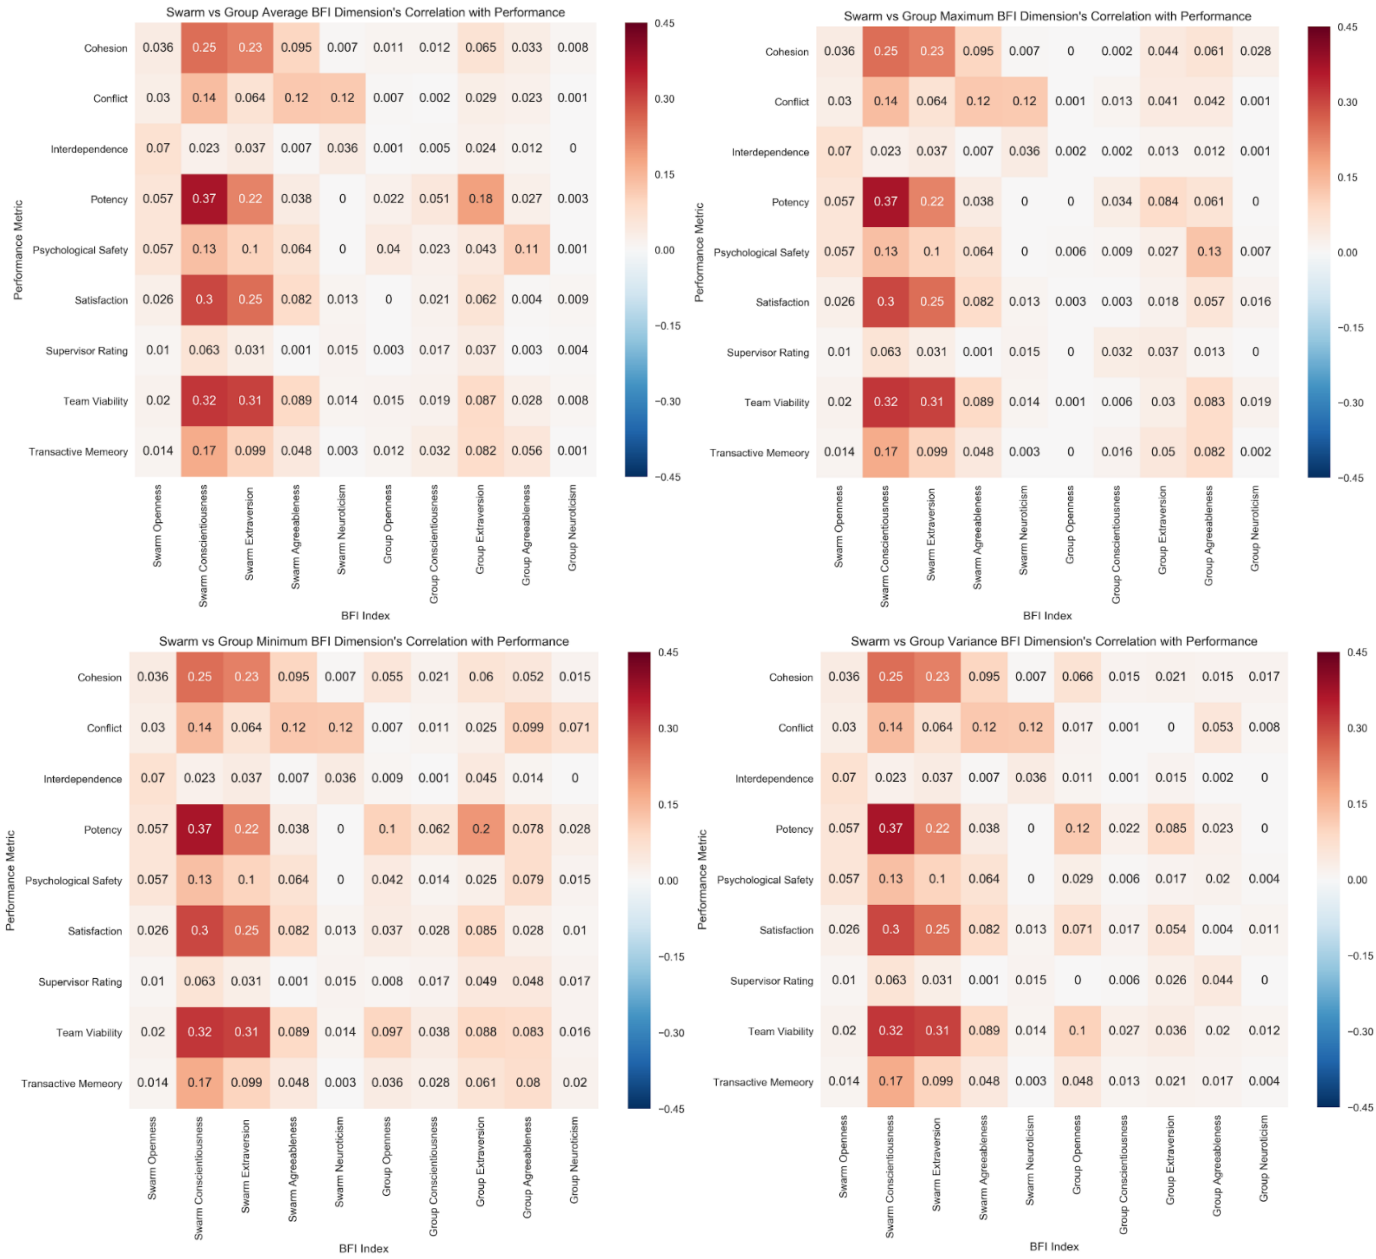 Swarm vs Group Average BFI Dimension's Correlation with Performance
Performance Metric
Cohesion 0.036 0.25 0.23 0.095 0.007 0.011 0.012 0.065 0.033 0.008
Conflict 0.03 0.14 0.064 0.12 0.12 0.007 0.002 0.029 0.023 0.001
Interdependence 0.07 0.023 0.037 0.007 0.036 0.001 0.005 0.024 0.012 0
Potency 0.057 0.37 0.22 0.038 0 0.022 0.051 0.18 0.027 0.003
Psychological Safety 0.057 0.13 0.1 0.064 0 0.04 0.023 0.043 0.11 0.001
Satisfaction 0.026 0.3 0.25 0.082 0.013 0 0.021 0.062 0.004 0.009
Supervisor Rating 0.01 0.063 0.031 0.001 0.015 0.003 0.017 0.037 0.003 0.004
Team Viability 0.02 0.32 0.31 0.089 0.014 0.015 0.019 0.087 0.028 0.008
Transactive Memeory 0.014 0.17 0.099 0.048 0.003 0.012 0.032 0.082 0.056 0.001
Swarm Openness
Swarm Conscientiousness
Swarm Extraversion
Swarm Agreeableness
Swarm Neuroticism
Group Openness
Group Conscientiousness
Group Extraversion
Group Agreeableness
Group Neuroticism
BFI Index
0.45
0.30
0.15
0.00
−0.15
−0.30
−0.45
Swarm vs Group Maximum BFI Dimension's Correlation with Performance
Performance Metric
Cohesion 0.036 0.25 0.23 0.095 0.007 0 0.002 0.044 0.061 0.028
Conflict 0.03 0.14 0.064 0.12 0.12 0.001 0.013 0.041 0.042 0.001
Interdependence 0.07 0.023 0.037 0.007 0.036 0.002 0.002 0.013 0.012 0.001
Potency 0.057 0.37 0.22 0.038 0 0 0.034 0.084 0.061 0
Psychological Safety 0.057 0.13 0.1 0.064 0 0.006 0.009 0.027 0.13 0.007
Satisfaction 0.026 0.3 0.25 0.082 0.013 0.003 0.003 0.018 0.057 0.016
Supervisor Rating 0.01 0.063 0.031 0.001 0.015 0 0.032 0.037 0.013 0
Team Viability 0.02 0.32 0.31 0.089 0.014 0.001 0.006 0.03 0.083 0.019
Transactive Memeory 0.014 0.17 0.099 0.048 0.003 0 0.016 0.05 0.082 0.002
Swarm Openness
Swarm Conscientiousness
Swarm Extraversion
Swarm Agreeableness
Swarm Neuroticism
Group Openness
Group Conscientiousness
Group Extraversion
Group Agreeableness
Group Neuroticism
BFI Index
0.45
0.30
0.15
0.00
−0.15
−0.30
−0.45
Swarm vs Group Minimum BFI Dimension's Correlation with Performance
Performance Metric
Cohesion 0.036 0.25 0.23 0.095 0.007 0.055 0.021 0.06 0.052 0.015
Conflict 0.03 0.14 0.064 0.12 0.12 0.007 0.011 0.025 0.099 0.071
Interdependence 0.07 0.023 0.037 0.007 0.036 0.009 0.001 0.045 0.014 0
Potency 0.057 0.37 0.22 0.038 0 0.1 0.062 0.2 0.078 0.028
Psychological Safety 0.057 0.13 0.1 0.064 0 0.042 0.014 0.025 0.079 0.015
Satisfaction 0.026 0.3 0.25 0.082 0.013 0.037 0.028 0.085 0.028 0.01
Supervisor Rating 0.01 0.063 0.031 0.001 0.015 0.008 0.017 0.049 0.048 0.017
Team Viability 0.02 0.32 0.31 0.089 0.014 0.097 0.038 0.088 0.083 0.016
Transactive Memeory 0.014 0.17 0.099 0.048 0.003 0.036 0.028 0.061 0.08 0.02
Swarm Openness
Swarm Conscientiousness
Swarm Extraversion
Swarm Agreeableness
Swarm Neuroticism
Group Openness
Group Conscientiousness
Group Extraversion
Group Agreeableness
Group Neuroticism
BFI Index
0.45
0.30
0.15
0.00
−0.15
−0.30
−0.45
Swarm vs Group Variance BFI Dimension's Correlation with Performance
Performance Metric
Cohesion 0.036 0.25 0.23 0.095 0.007 0.066 0.015 0.021 0.015 0.017
Conflict 0.03 0.14 0.064 0.12 0.12 0.017 0.001 0 0.053 0.008
Interdependence 0.07 0.023 0.037 0.007 0.036 0.011 0.001 0.015 0.002 0
Potency 0.057 0.37 0.22 0.038 0 0.12 0.022 0.085 0.023 0
Psychological Safety 0.057 0.13 0.1 0.064 0 0.029 0.006 0.017 0.02 0.004
Satisfaction 0.026 0.3 0.25 0.082 0.013 0.071 0.017 0.054 0.004 0.011
Supervisor Rating 0.01 0.063 0.031 0.001 0.015 0 0.006 0.026 0.044 0
Team Viability 0.02 0.32 0.31 0.089 0.014 0.1 0.027 0.036 0.02 0.012
Transactive Memeory 0.014 0.17 0.099 0.048 0.003 0.048 0.013 0.021 0.017 0.004
Swarm Openness
Swarm Conscientiousness
Swarm Extraversion
Swarm Agreeableness
Swarm Neuroticism
Group Openness
Group Conscientiousness
Group Extraversion
Group Agreeableness
Group Neuroticism
BFI Index
0.45
0.30
0.15
0.00
−0.15
−0.30
−0.45